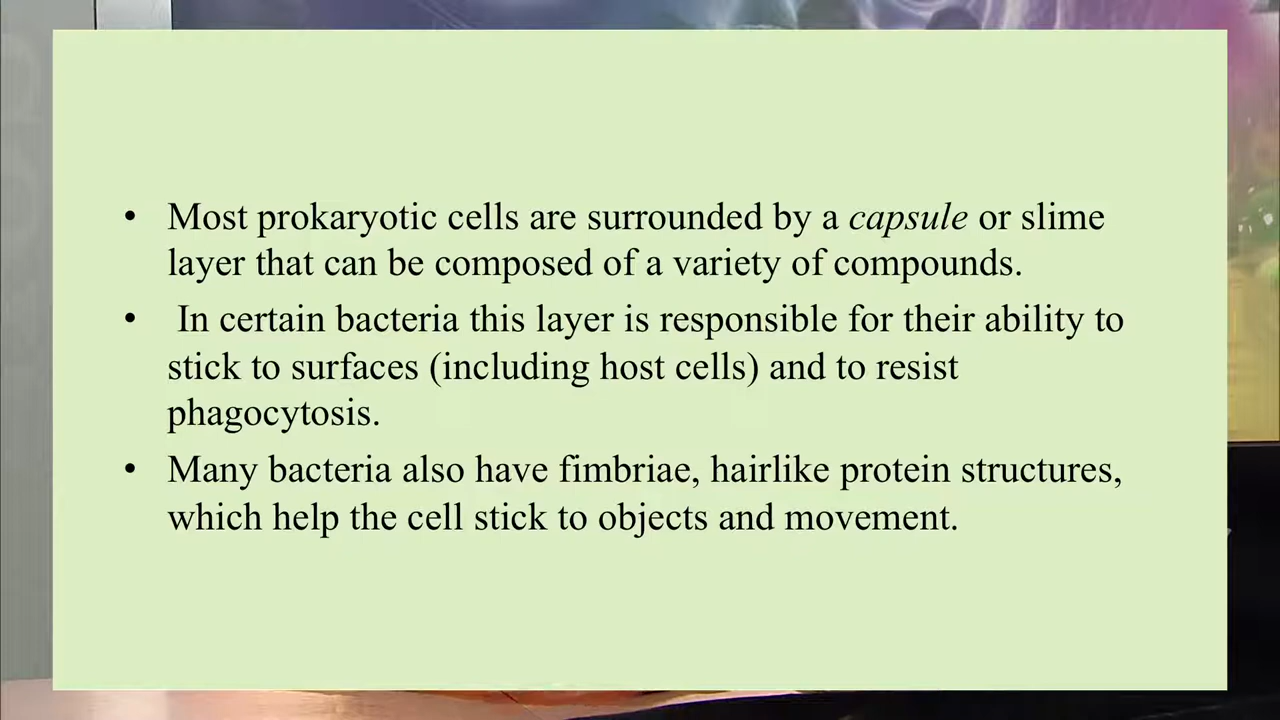 • Most prokaryotic cells are surrounded by a capsule or slime
layer that can be composed of a variety of compounds.
• In certain bacteria this layer is responsible for their ability to
stick to surfaces (including host cells) and to resist
phagocytosis.
• Many bacteria also have fimbriae, hairlike protein structures,
which help the cell stick to objects and movement.